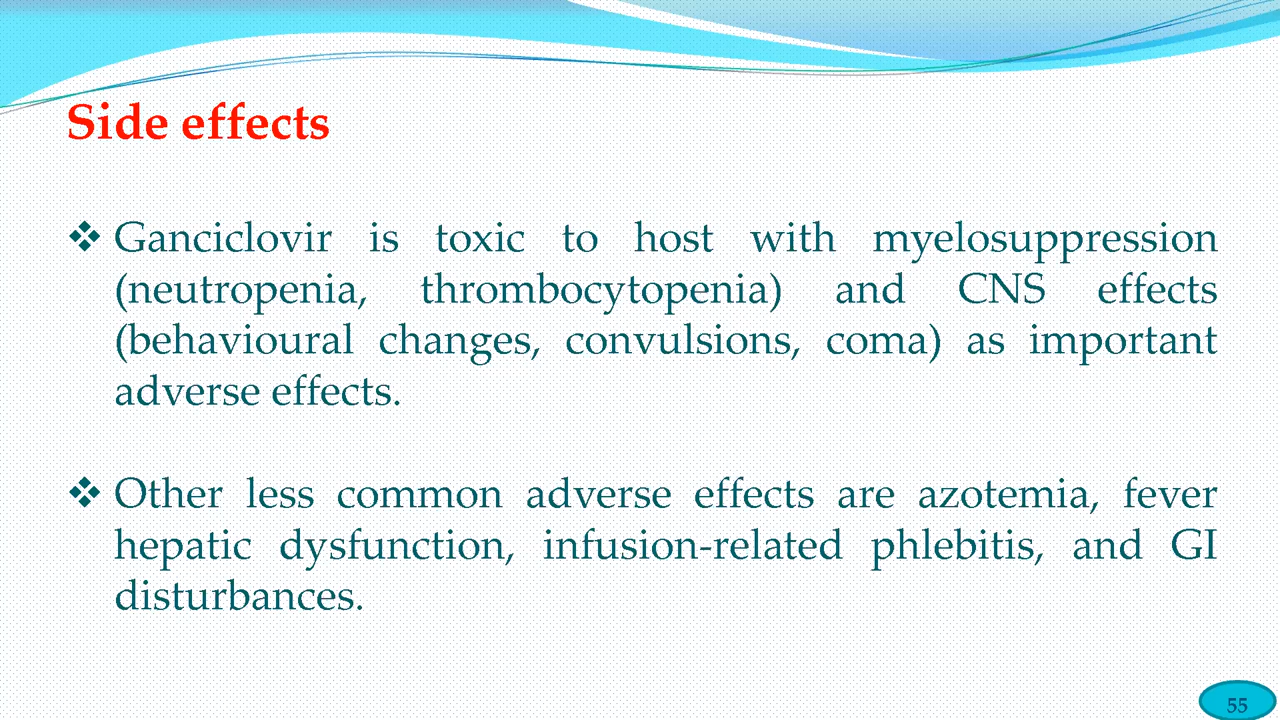 Side effects
❖ Ganciclovir is toxic to host with myelosuppression
(neutropenia, thrombocytopenia) and CNS effects
(behavioural changes, convulsions, coma) as important
adverse effects.
❖ Other less common adverse effects are azotemia, fever
hepatic dysfunction, infusion-related phlebitis, and GI
disturbances.
55